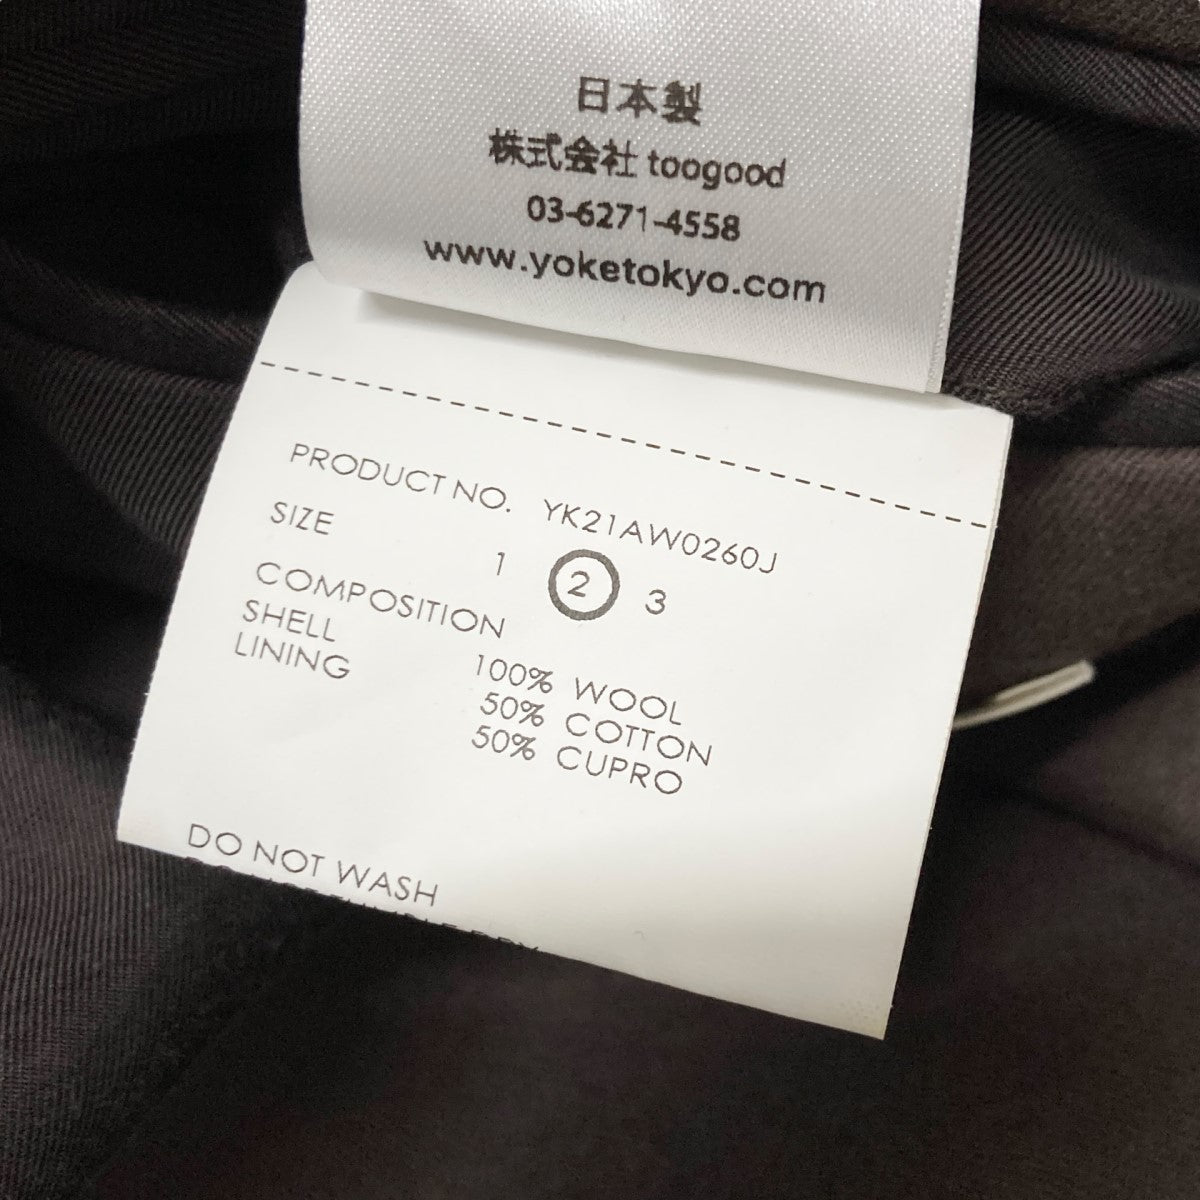 日本製
株式会社 toogood
03-6271-4558
www.yoketokyo.com
PRODUCT NO. YK21AW0260J
SIZE 1 2 3
COMPOSITION
SHELL 100% WOOL
LINING 50% COTTON
50% CUPRO
DO NOT WASH